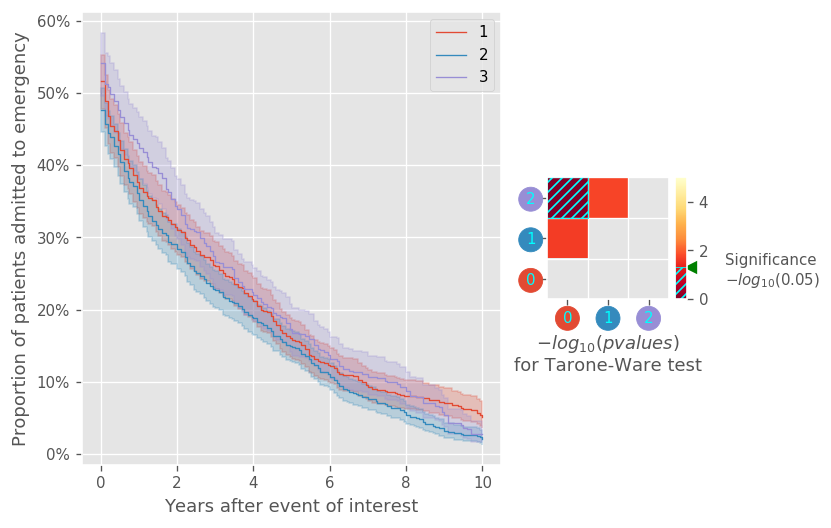 60%
50%
40%
30%
20%
10%
0%
Proportion of patients admitted to emergency
0 2 4 6 8 10
Years after event of interest
1
2
3
2
1
0
0 1 2
−log₁₀(pvalues)
for Tarone-Ware test
4
2
0
Significance
−log₁₀(0.05)